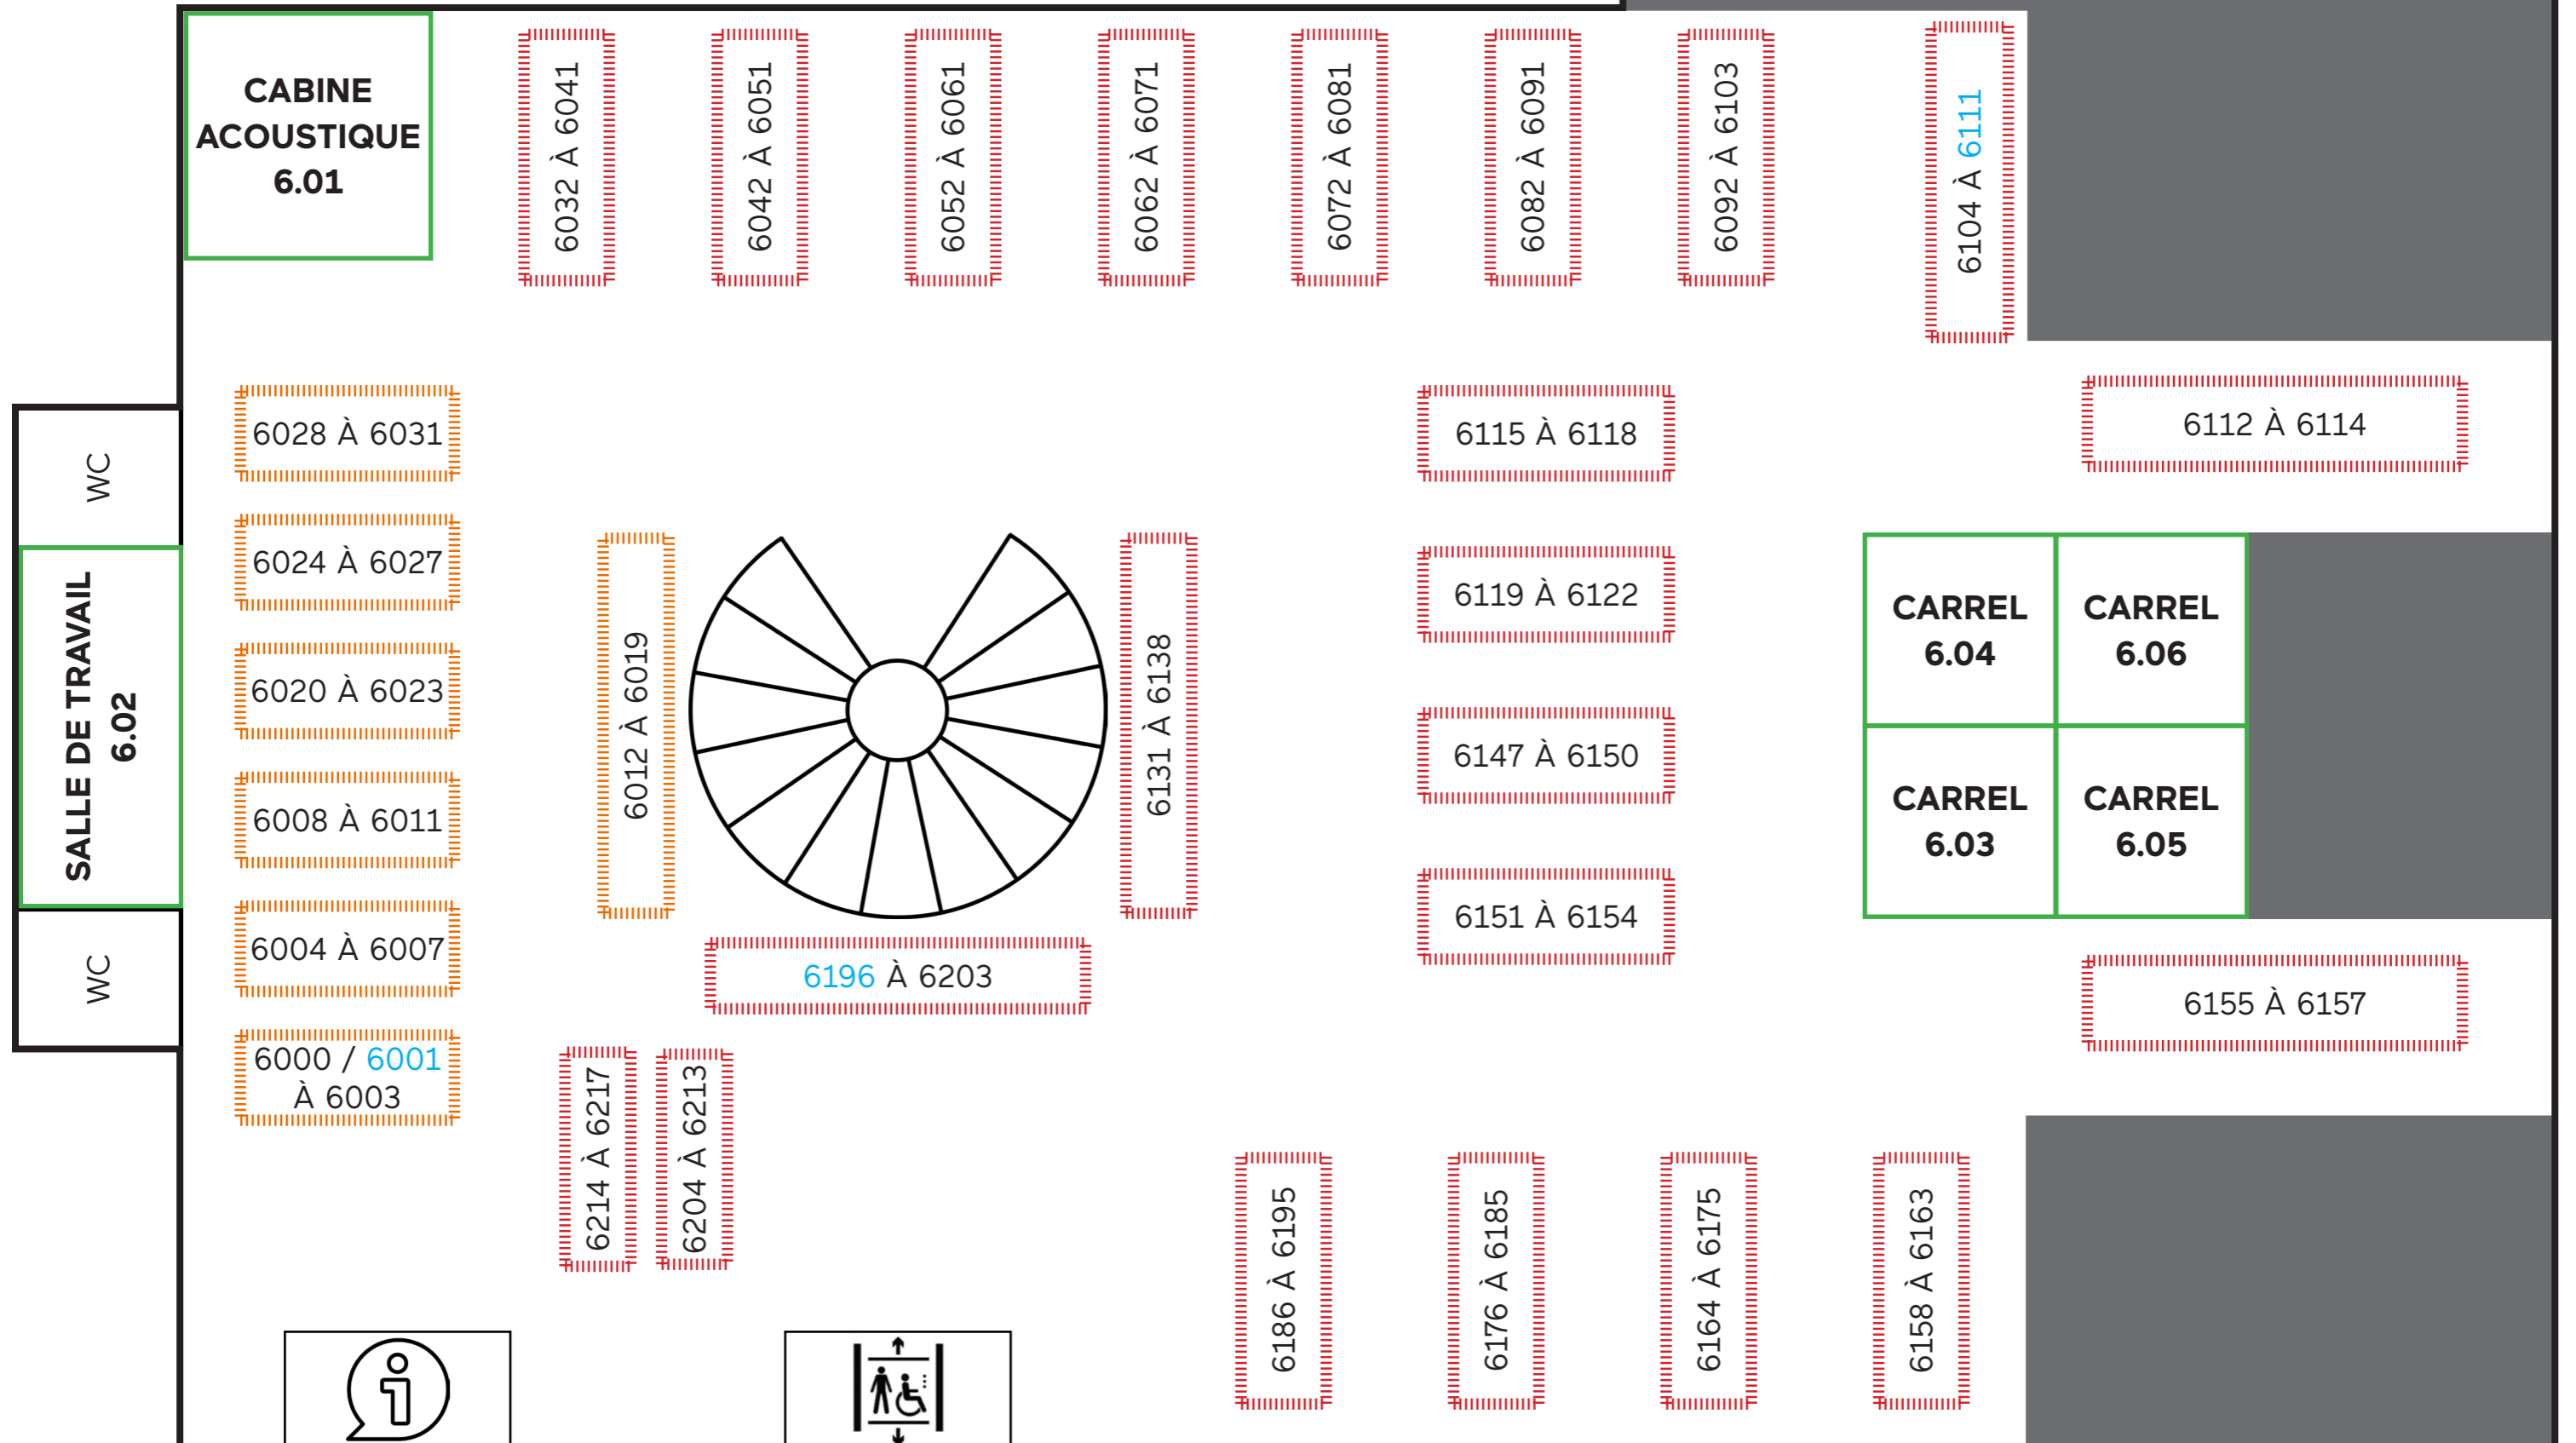 CABINE
ACOUSTIQUE
6.01
6032 À 6041
6042 À 6051
6052 À 6061
6062 À 6071
6072 À 6081
6082 À 6091
6092 À 6103
6104 À 6111
WC
SALLE DE TRAVAIL
6.02
WC
6028 À 6031
6024 À 6027
6020 À 6023
6008 À 6011
6004 À 6007
6000 / 6001
À 6003
6012 À 6019
6131 À 6138
6196 À 6203
6214 À 6217
6204 À 6213
6115 À 6118
6119 À 6122
6147 À 6150
6151 À 6154
6112 À 6114
CARREL
6.04
CARREL
6.06
CARREL
6.03
CARREL
6.05
6155 À 6157
6186 À 6195
6176 À 6185
6164 À 6175
6158 À 6163